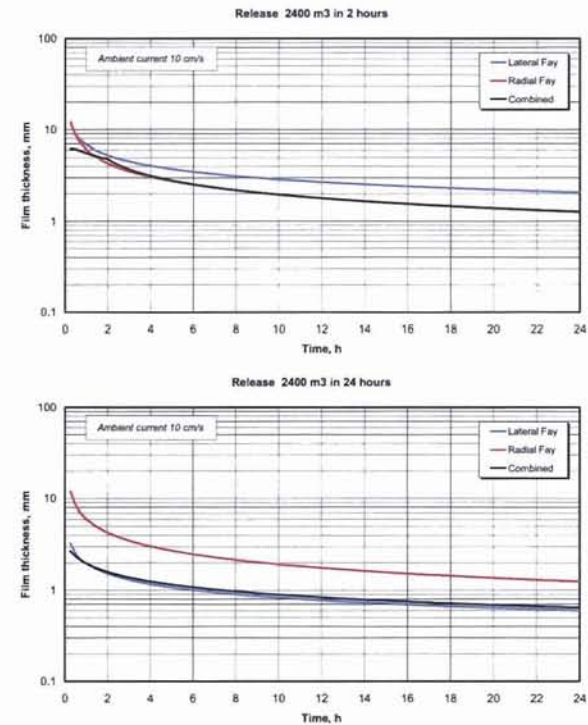 Release 2400 m3 in 2 hours
100
Ambient current 10 cm/s
Lateral Fay
Radial Fay
Combined
10
1
0.1
Film thickness, mm
0 2 4 6 8 10 12 14 16 18 20 22 24
Time, h
Release 2400 m3 in 24 hours
100
Ambient current 10 cm/s
Lateral Fay
Radial Fay
Combined
10
1
0.1
Film thickness, mm
0 2 4 6 8 10 12 14 16 18 20 22 24
Time, h